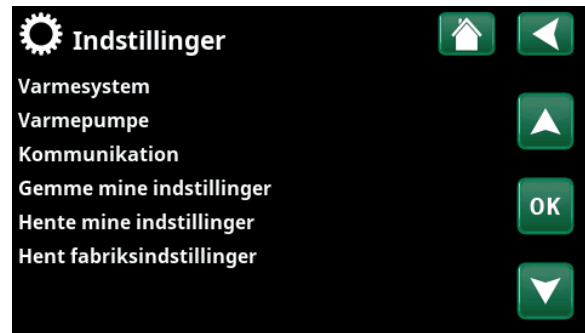 Indstillinger
Varmesystem
Varmepumpe
Kommunikation
Gemme mine indstillinger
Hente mine indstillinger
Hent fabriksindstillinger
OK